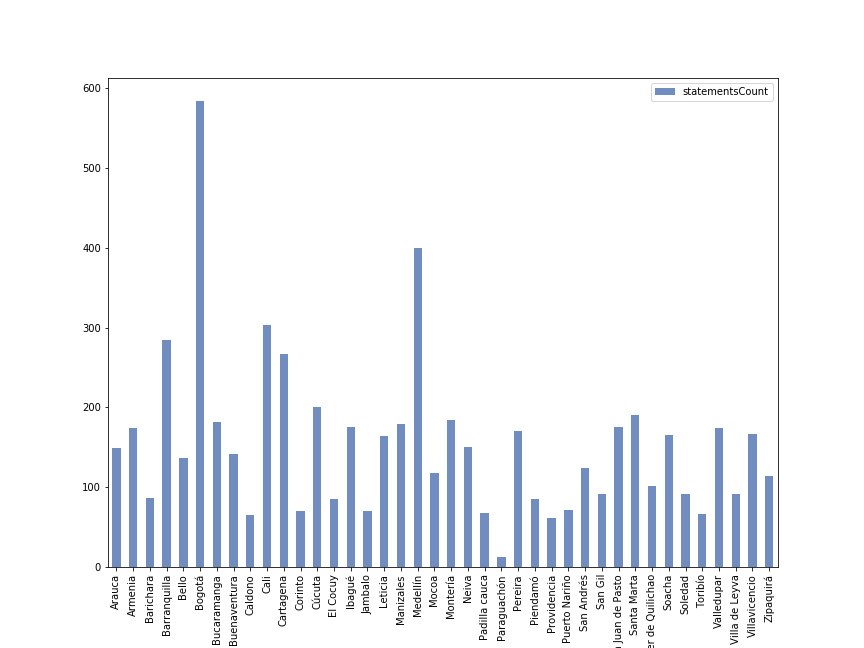 statementsCount
600
500
400
300
200
100
0
Arauca
Armenia
Barichara
Barranquilla
Bello
Bogotá
Bucaramanga
Buenaventura
Caldono
Cali
Cartagena
Corinto
Cúcuta
El Cocuy
Ibagué
Jambalo
Leticia
Manizales
Medellín
Mocoa
Montería
Neiva
Padilla cauca
Paraguachón
Pereira
Piendamó
Providencia
Puerto Nariño
San Andrés
San Gil
Juan de Pasto
Santa Marta
er de Quilichao
Soacha
Soledad
Toribío
Valledupar
Villa de Leyva
Villavicencio
Zipaquirá